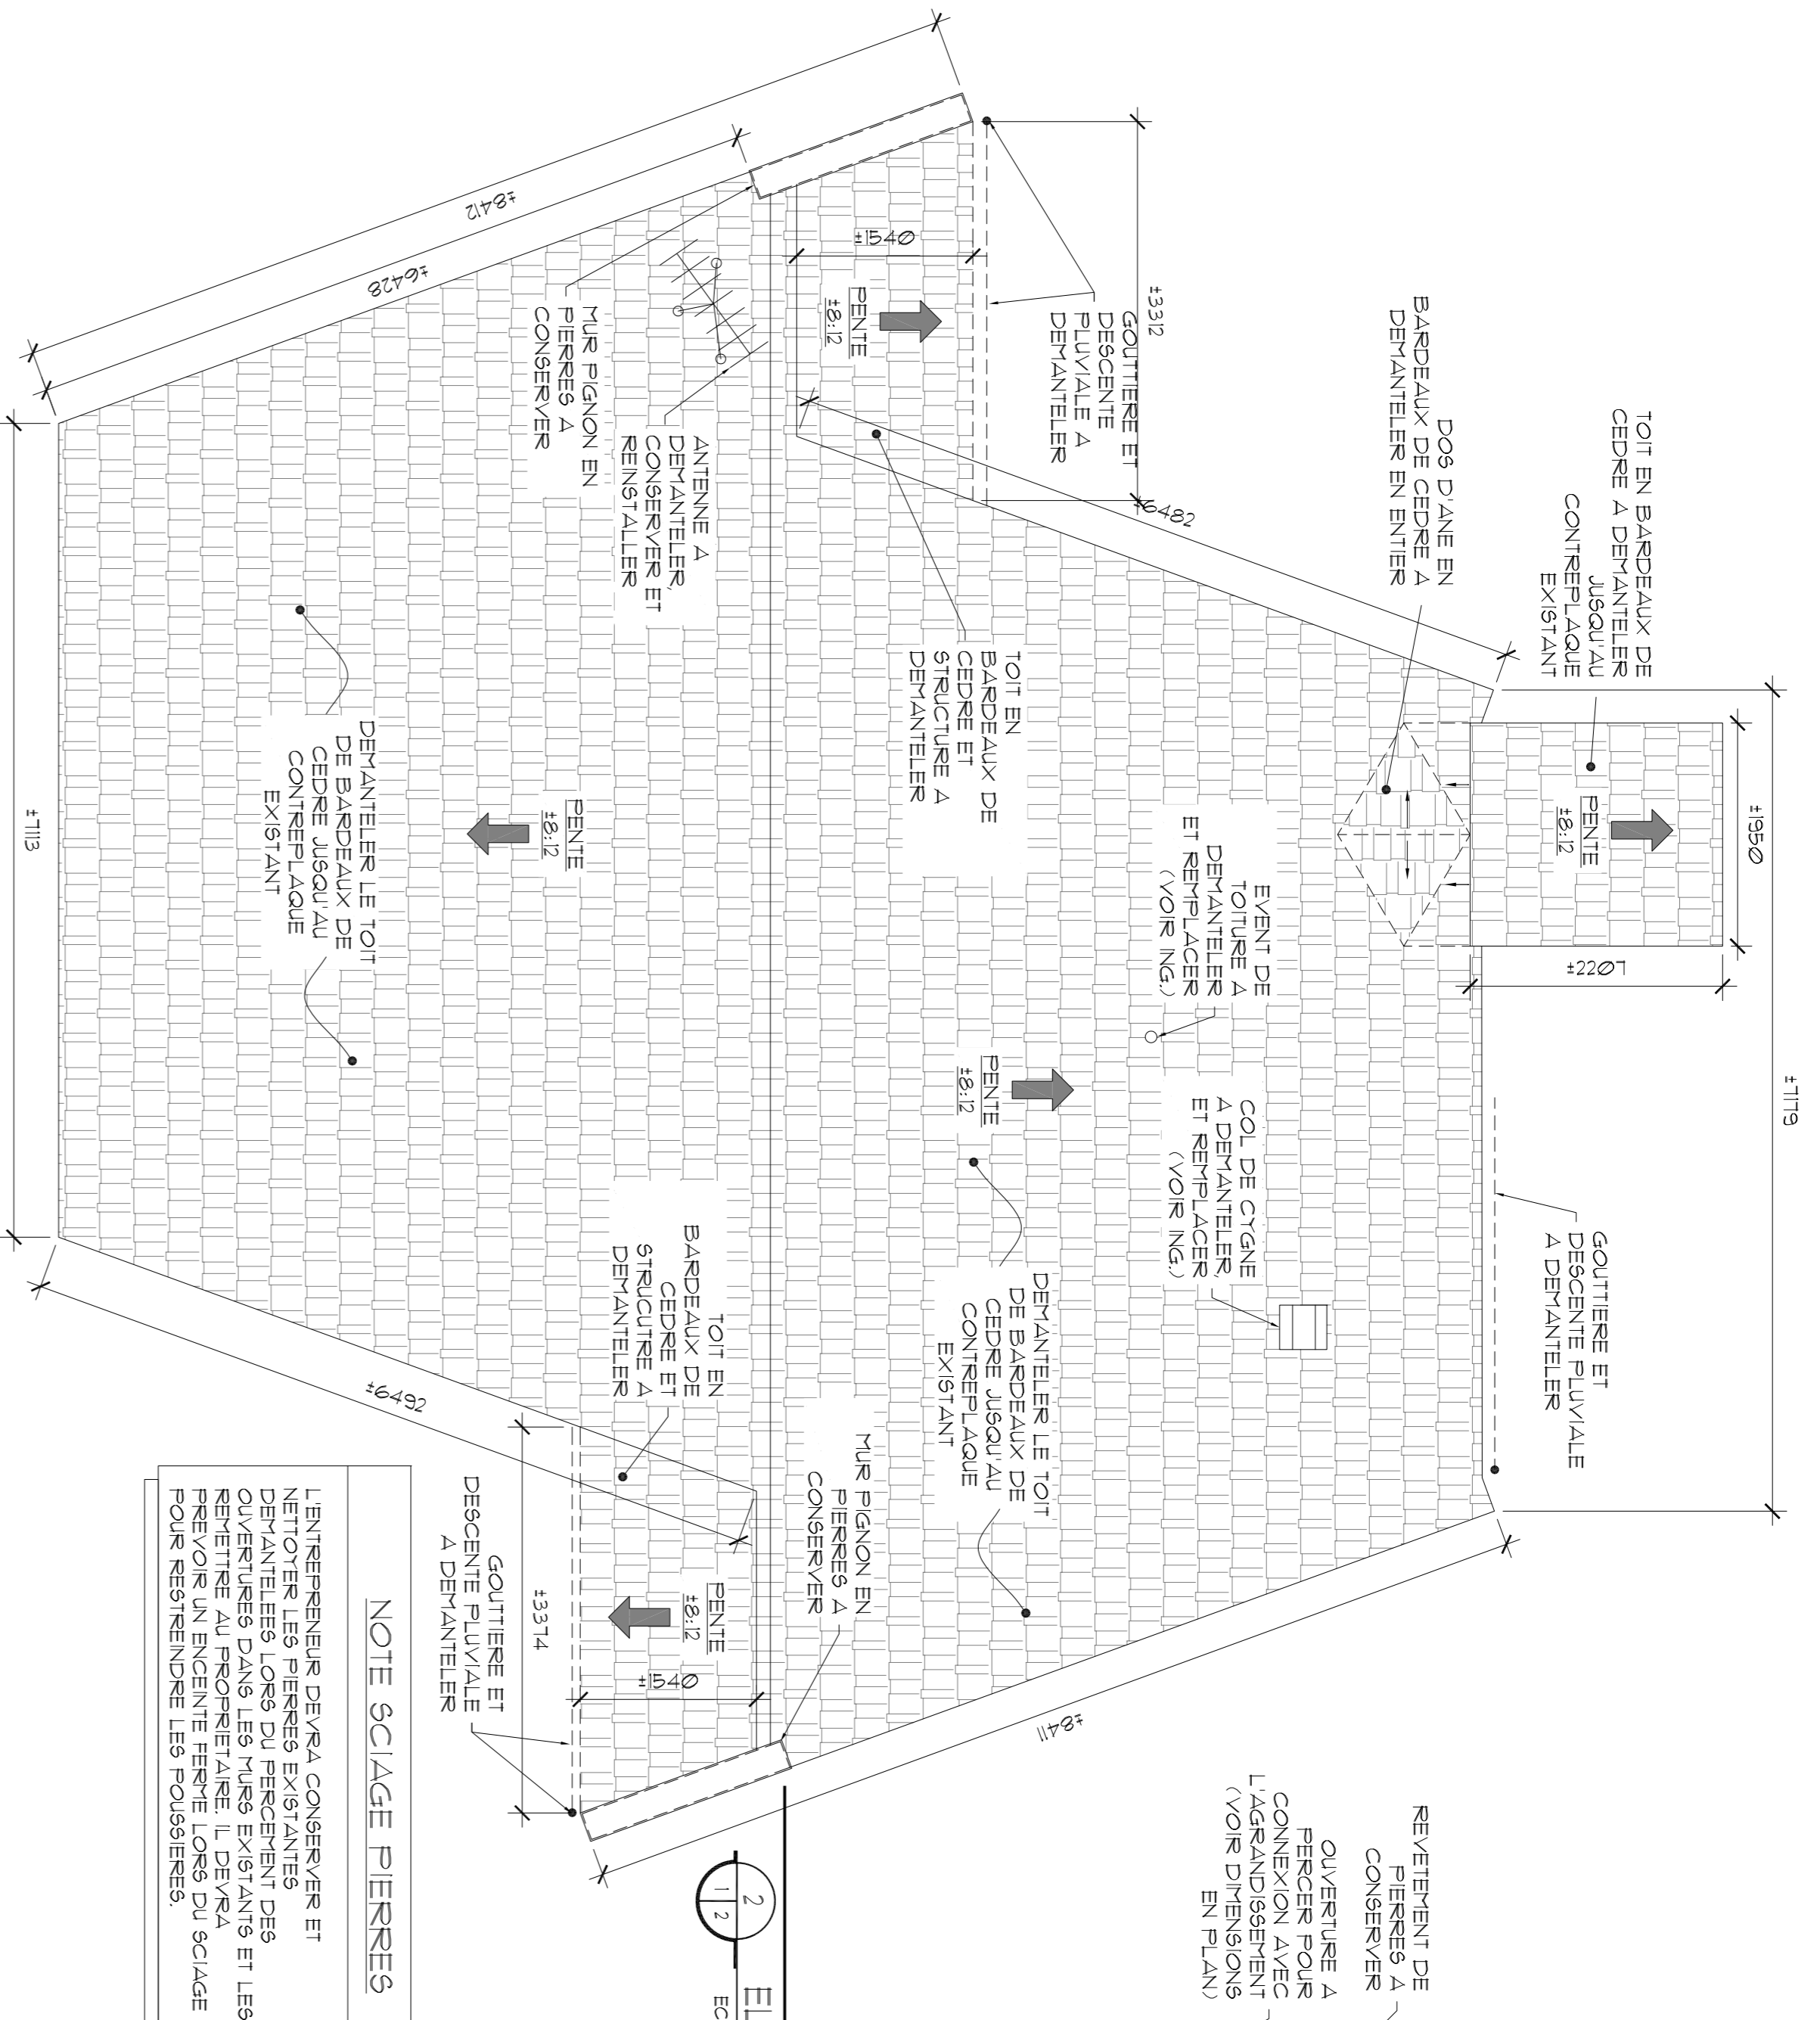 ±7179
±1950
TOIT EN BARDEAUX DE
CEDRE A DEMANTELER
JUSQU'AU
CONTREPLAQUE
EXISTANT
PENTE
±8:12
±2207
GOUTTIERE ET
DESCENTE PLUVIALE
A DEMANTELER
DOS D'ANE EN
BARDEAUX DE CEDRE A
DEMANTELER EN ENTIER
REVETEMENT DE
PIERRES A
CONSERVER
OUVERTURE A
PERCER POUR
CONNEXION AVEC
L'AGRANDISSEMENT
(VOIR DIMENSIONS
EN PLAN)
±3312
±6482
GOUTTIERE ET
DESCENTE
PLUVIALE A
DEMANTELER
EVENT DE
TOITURE A
DEMANTELER
ET REMPLACER
(VOIR ING.)
COL DE CYGNE
A DEMANTELER,
ET REMPLACER
(VOIR ING.)
±1540
PENTE
±8:12
TOIT EN
BARDEAUX DE
CEDRE ET
STRUCTURE A
DEMANTELER
PENTE
±8:12
DEMANTELER LE TOIT
DE BARDEAUX DE
CEDRE JUSQU'AU
CONTREPLAQUE
EXISTANT
±8411
MUR PIGNON EN
PIERRES A
CONSERVER
ANTENNE A
DEMANTELER,
CONSERVER ET
REINSTALLER
MUR PIGNON EN
PIERRES A
CONSERVER
±8412
±6428
TOIT EN
BARDEAUX DE
CEDRE ET
STRUCUTRE A
DEMANTELER
PENTE
±8:12
±1540
PENTE
±8:12
±3374
DEMANTELER LE TOIT
DE BARDEAUX DE
CEDRE JUSQU'AU
CONTREPLAQUE
EXISTANT
±6492
GOUTTIERE ET
DESCENTE PLUVIALE
A DEMANTELER
±7113
2
1
2
EL
EC
NOTE SCIAGE PIERRES
L'ENTREPRENEUR DEVRA CONSERVER ET
NETTOYER LES PIERRES EXISTANTES
DEMANTELEES LORS DU PERCEMENT DES
OUVERTURES DANS LES MURS EXISTANTS ET LES
REMETTRE AU PROPRIETAIRE. IL DEVRA
PREVOIR UN ENCEINTE FERME LORS DU SCIAGE
POUR RESTREINDRE LES POUSSIERES.